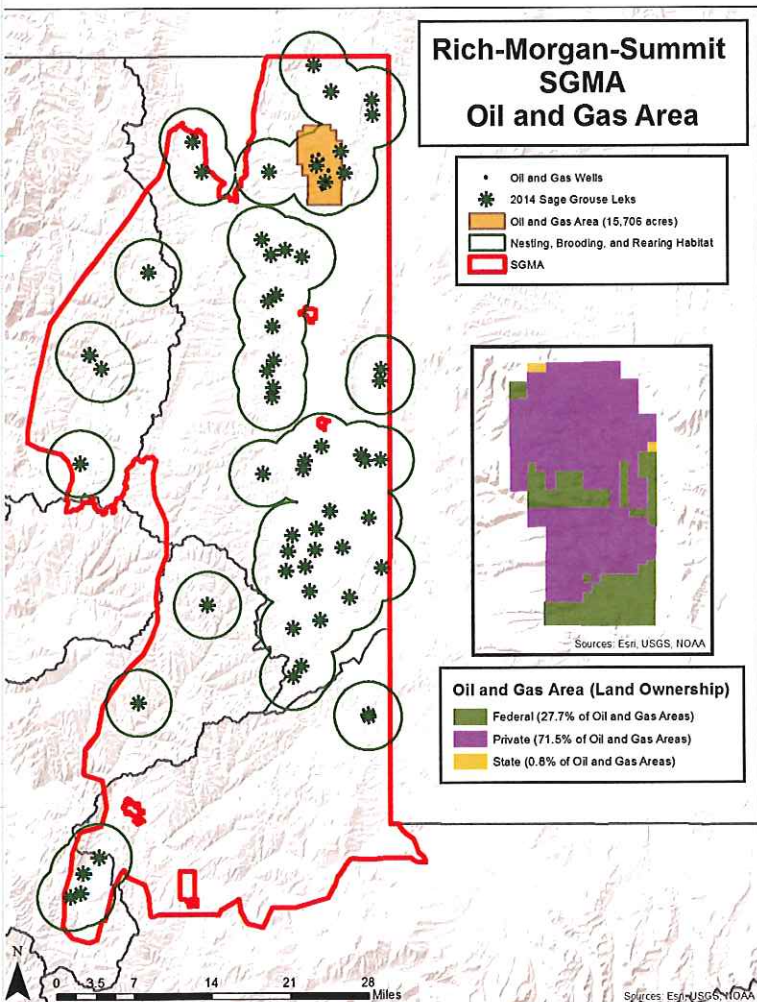 Rich-Morgan-Summit
SGMA
Oil and Gas Area
Oil and Gas Wells
2014 Sage Grouse Leks
Oil and Gas Area (15,706 acres)
Nesting, Brooding, and Rearing Habitat
SGMA
Sources: Esri, USGS, NOAA
Oil and Gas Area (Land Ownership)
Federal (27.7% of Oil and Gas Areas)
Private (71.5% of Oil and Gas Areas)
State (0.8% of Oil and Gas Areas)
N
0 3.5 7 14 21 28
Miles
Sources: Esri, USGS, NOAA